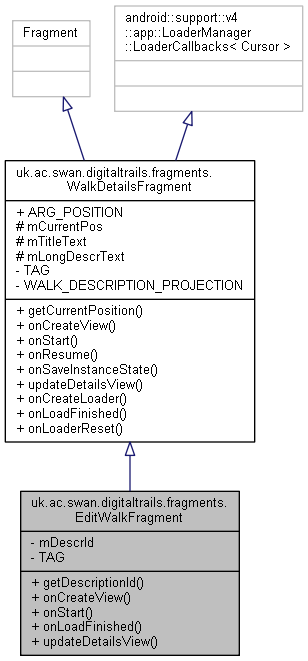 Fragment
android::support::v4
::app::LoaderManager
::LoaderCallbacks< Cursor >
uk.ac.swan.digitaltrails.fragments.
WalkDetailsFragment
+ ARG_POSITION
# mCurrentPos
# mTitleText
# mLongDescrText
- TAG
- WALK_DESCRIPTION_PROJECTION
+ getCurrentPosition()
+ onCreateView()
+ onStart()
+ onResume()
+ onSaveInstanceState()
+ updateDetailsView()
+ onCreateLoader()
+ onLoadFinished()
+ onLoaderReset()
uk.ac.swan.digitaltrails.fragments.
EditWalkFragment
- mDescrId
- TAG
+ getDescriptionId()
+ onCreateView()
+ onStart()
+ onLoadFinished()
+ updateDetailsView()